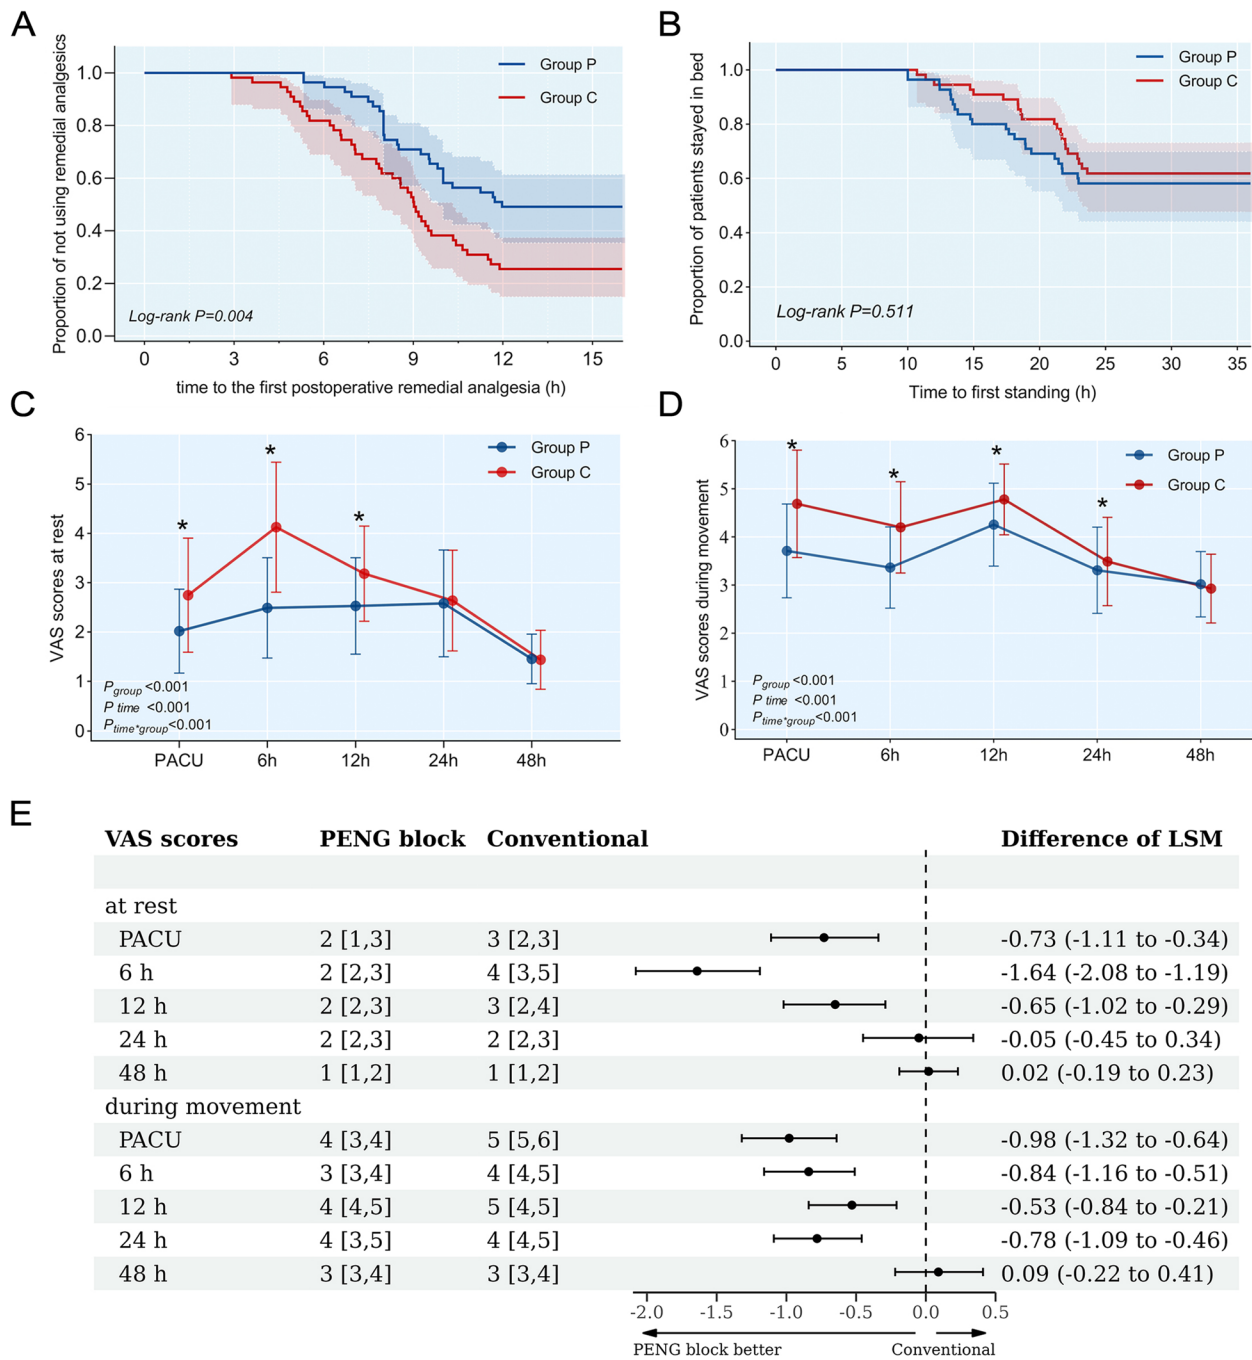 A
Proportion of not using remedial analgesics
1.0
0.8
0.6
0.4
0.2
0.0
Group P
Group C
Log-rank P=0.004
0 3 6 9 12 15
time to the first postoperative remedial analgesia (h)
B
Proportion of patients stayed in bed
1.0
0.8
0.6
0.4
0.2
0.0
Group P
Group C
Log-rank P=0.511
0 5 10 15 20 25 30 35
Time to first standing (h)
C
VAS scores at rest
6
5
4
3
2
1
0
Group P
Group C
*
*
*
Pgroup <0.001
P time <0.001
Ptime*group<0.001
PACU 6h 12h 24h 48h
D
VAS scores during movement
6
5
4
3
2
1
0
Group P
Group C
*
*
*
*
Pgroup <0.001
P time <0.001
Ptime*group<0.001
PACU 6h 12h 24h 48h
E
VAS scores PENG block Conventional Difference of LSM
at rest
PACU 2 [1,3] 3 [2,3] -0.73 (-1.11 to -0.34)
6 h 2 [2,3] 4 [3,5] -1.64 (-2.08 to -1.19)
12 h 2 [2,3] 3 [2,4] -0.65 (-1.02 to -0.29)
24 h 2 [2,3] 2 [2,3] -0.05 (-0.45 to 0.34)
48 h 1 [1,2] 1 [1,2] 0.02 (-0.19 to 0.23)
during movement
PACU 4 [3,4] 5 [5,6] -0.98 (-1.32 to -0.64)
6 h 3 [3,4] 4 [4,5] -0.84 (-1.16 to -0.51)
12 h 4 [4,5] 5 [4,5] -0.53 (-0.84 to -0.21)
24 h 4 [3,5] 4 [4,5] -0.78 (-1.09 to -0.46)
48 h 3 [3,4] 3 [3,4] 0.09 (-0.22 to 0.41)
-2.0 -1.5 -1.0 -0.5 0.0 0.5
PENG block better Conventional